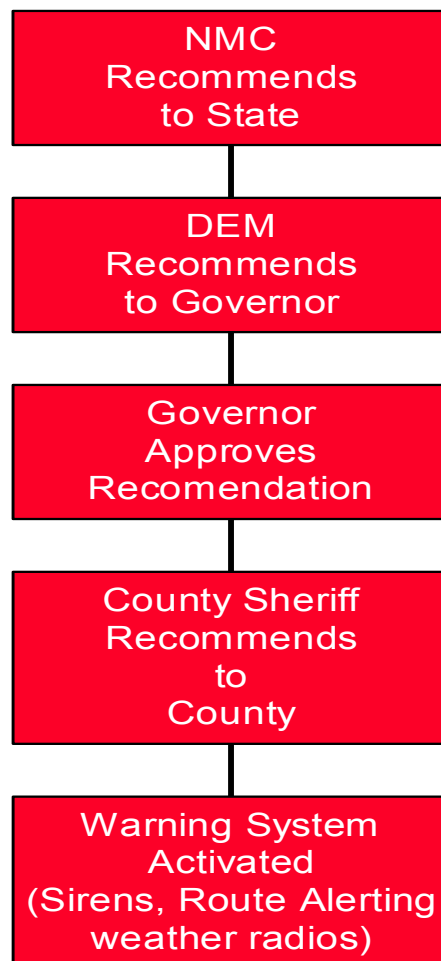 NMC
Recommends
to State
DEM
Recommends
to Governor
Governor
Approves
Recomendation
County Sheriff
Recommends
to
County
Warning System
Activated
(Sirens, Route Alerting
weather radios)